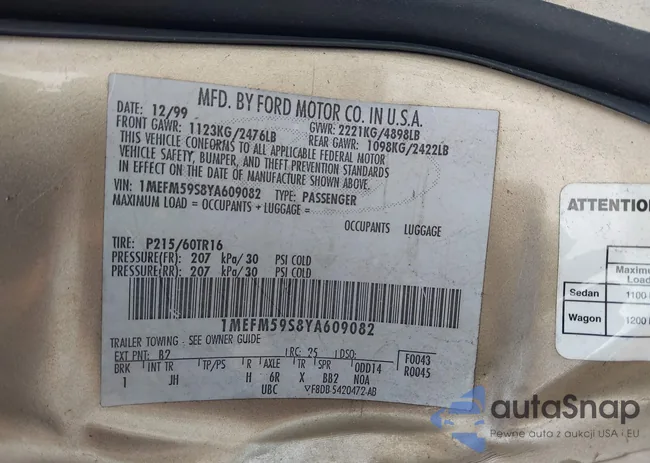 MFD. BY FORD MOTOR CO. IN U.S.A.
DATE: 12/99 GVWR: 2221KG/4898LB
FRONT GAWR: 1123KG/2476LB REAR GAWR: 1098KG/2422LB
THIS VEHICLE CONFORMS TO ALL APPLICABLE FEDERAL MOTOR
VEHICLE SAFETY, BUMPER, AND THEFT PREVENTION STANDARDS
IN EFFECT ON THE DATE OF MANUFACTURE SHOWN ABOVE.
VIN: 1MEFM59S8YA609082 TYPE: PASSENGER
MAXIMUM LOAD = OCCUPANTS + LUGGAGE =
OCCUPANTS LUGGAGE
TIRE: P215/60TR16
PRESSURE(FR): 207 kPa/30 PSI COLD
PRESSURE(RR): 207 kPa/30 PSI COLD
1MEFM59S8YA609082
TRAILER TOWING - SEE OWNER GUIDE
EXT PNT: B2 RC: 25 DSO: F0043
BRK INT TR TP/PS R AXLE TR SPR ODD14 R0045
1 JH H 6R X BB2 NOA
UBC F8DB-5420472-AB
ATTENTION
Maximu
Load
Sedan 1100
Wagon 1200
autaSnap
Pewne auta z aukcji USA i EU